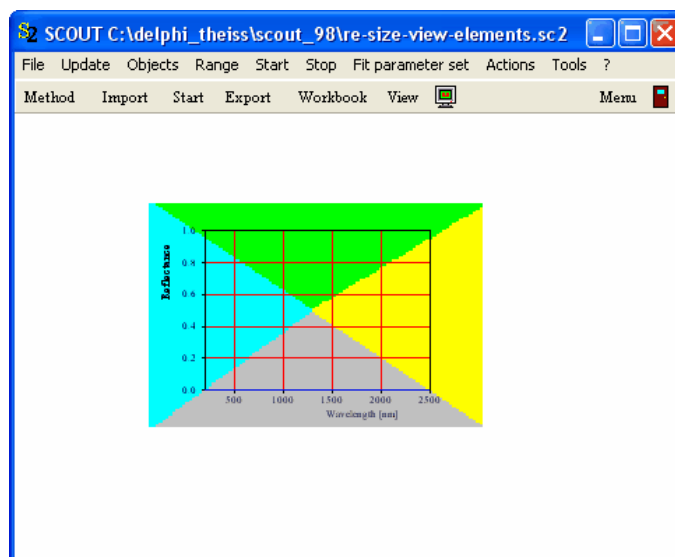 SCOUT C:\delphi_theiss\scout_98\re-size-view-elements.sc2
File Update Objects Range Start Stop Fit parameter set Actions Tools ?
Method Import Start Export Workbook View Menu
1.0
0.8
0.6
0.4
0.2
0.0
Reflectance
500 1000 1500 2000 2500
Wavelength [nm]